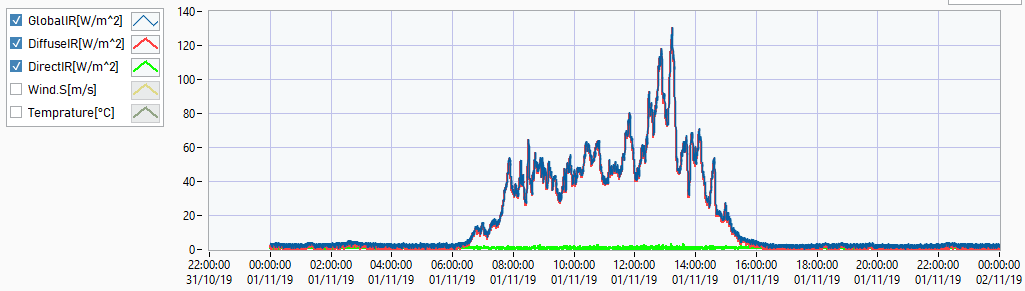 GlobalIR[W/m^2]
DiffuseIR[W/m^2]
DirectIR[W/m^2]
Wind.S[m/s]
Temprature[°C]
140
120
100
80
60
40
20
0
22:00:00 00:00:00 02:00:00 04:00:00 06:00:00 08:00:00 10:00:00 12:00:00 14:00:00 16:00:00 18:00:00 20:00:00 22:00:00 00:00:00
31/10/19 01/11/19 01/11/19 01/11/19 01/11/19 01/11/19 01/11/19 01/11/19 01/11/19 01/11/19 01/11/19 01/11/19 01/11/19 02/11/19